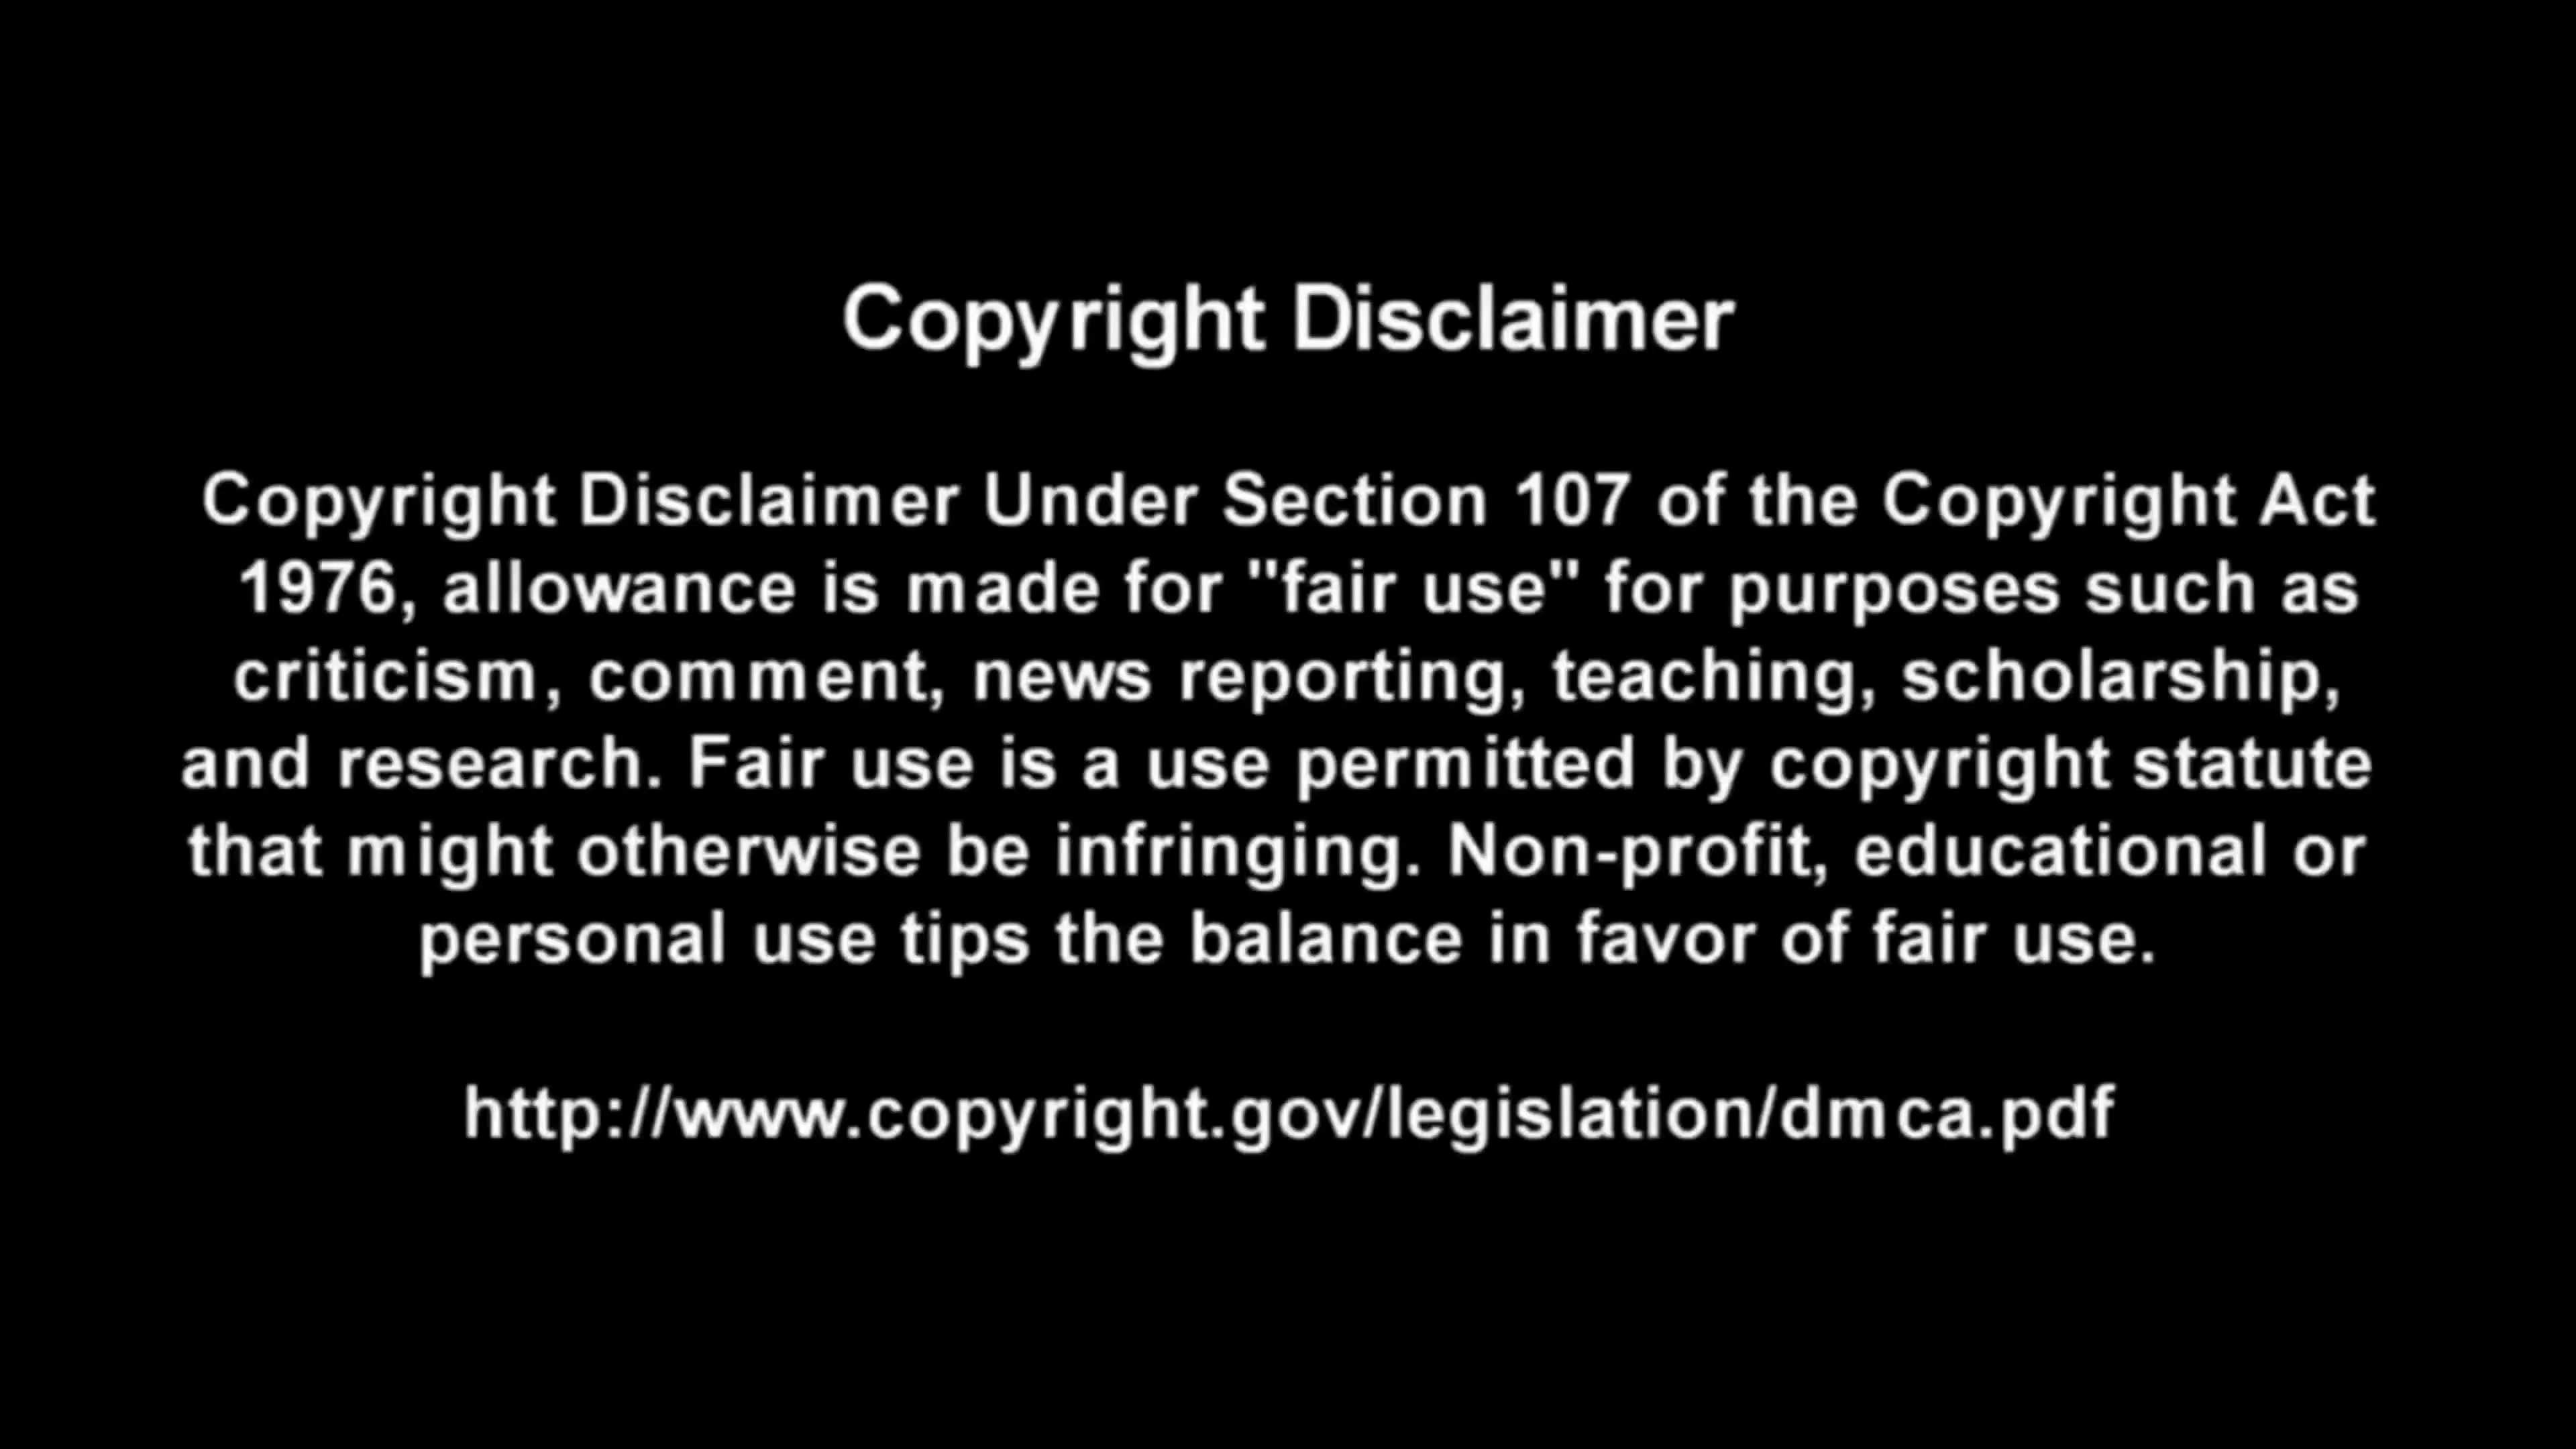 Copyright Disclaimer
Copyright Disclaimer Under Section 107 of the Copyright Act
1976, allowance is made for "fair use" for purposes such as
criticism, comment, news reporting, teaching, scholarship,
and research. Fair use is a use permitted by copyright statute
that might otherwise be infringing. Non-profit, educational or
personal use tips the balance in favor of fair use.
http://www.copyright.gov/legislation/dmca.pdf